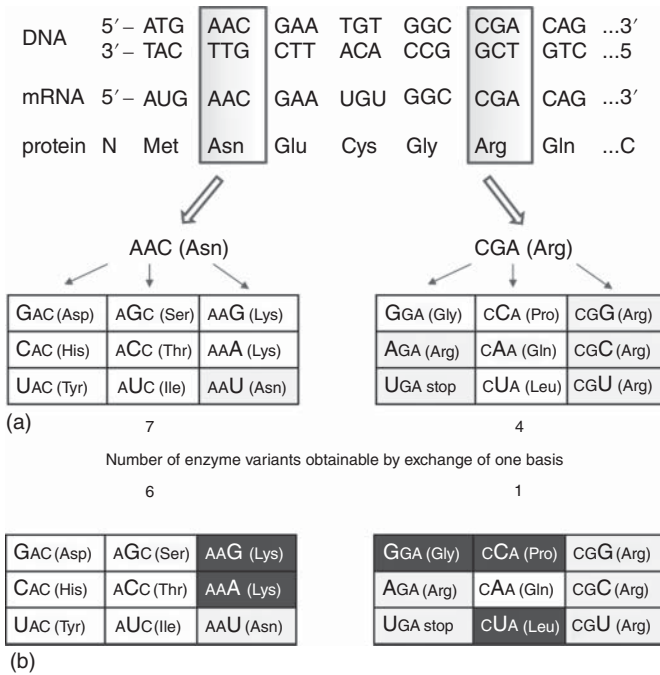 DNA 5′ – ATG AAC GAA TGT GGC CGA CAG ...3′
3′ – TAC TTG CTT ACA CCG GCT GTC ...5
mRNA 5′ – AUG AAC GAA UGU GGC CGA CAG ...3′
protein N Met Asn Glu Cys Gly Arg Gln ...C
AAC (Asn) CGA (Arg)
GAC (Asp) AGC (Ser) AAG (Lys) GGA (Gly) CCA (Pro) CGG (Arg)
CAC (His) ACC (Thr) AAA (Lys) AGA (Arg) CAA (Gln) CGC (Arg)
UAC (Tyr) AUC (Ile) AAU (Asn) UGA stop CUA (Leu) CGU (Arg)
(a) 7 4
Number of enzyme variants obtainable by exchange of one basis
6 1
GAC (Asp) AGC (Ser) AAG (Lys) GGA (Gly) CCA (Pro) CGG (Arg)
CAC (His) ACC (Thr) AAA (Lys) AGA (Arg) CAA (Gln) CGC (Arg)
UAC (Tyr) AUC (Ile) AAU (Asn) UGA stop CUA (Leu) CGU (Arg)
(b)